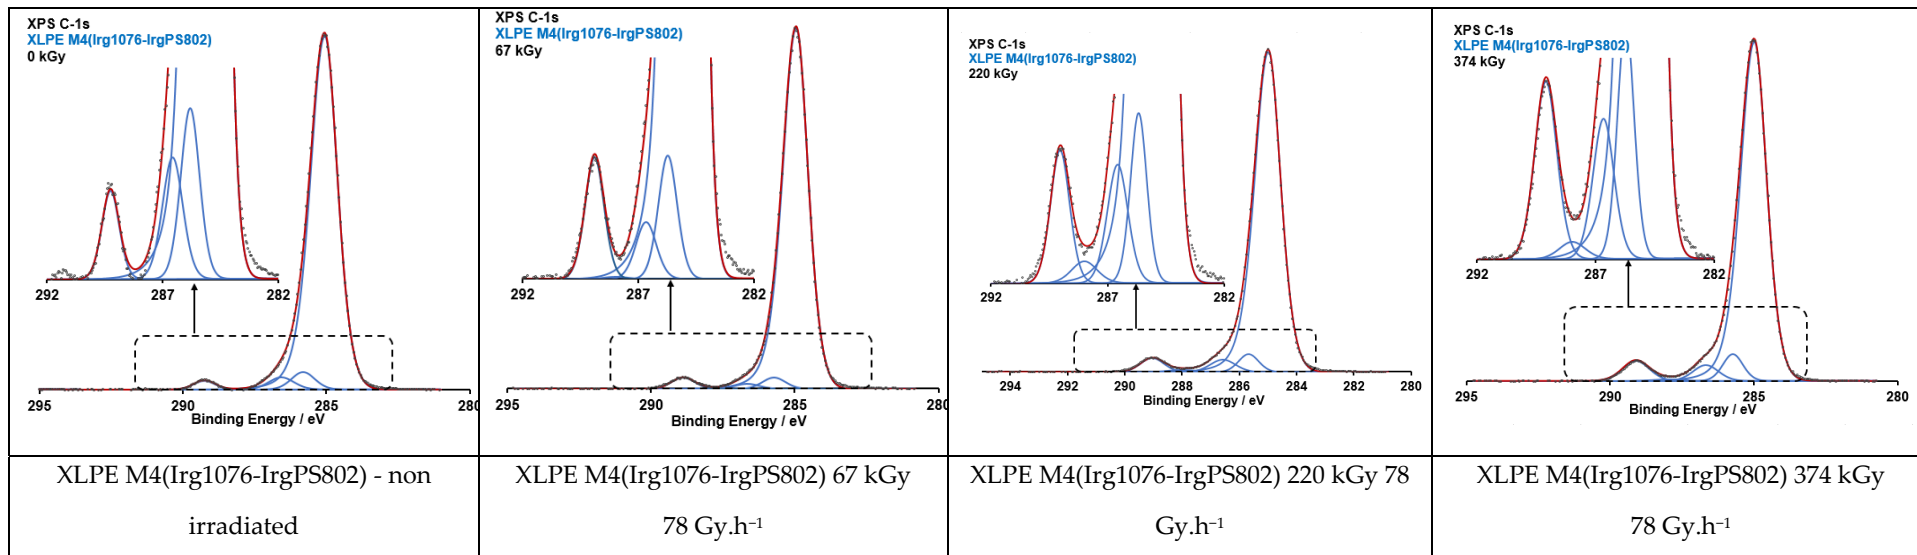 XPS C-1s
XLPE M4(Irg1076-IrgPS802)
0 kGy
292 287 282
295 290 285 280
Binding Energy / eV
XPS C-1s
XLPE M4(Irg1076-IrgPS802)
67 kGy
292 287 282
295 290 285 280
Binding Energy / eV
XPS C-1s
XLPE M4(Irg1076-IrgPS802)
220 kGy
292 287 282
294 292 290 288 286 284 282 280
Binding Energy / eV
XPS C-1s
XLPE M4(Irg1076-IrgPS802)
374 kGy
292 287 282
295 290 285 280
Binding Energy / eV
XLPE M4(Irg1076-IrgPS802) - non
irradiated
XLPE M4(Irg1076-IrgPS802) 67 kGy
78 Gy.h⁻¹
XLPE M4(Irg1076-IrgPS802) 220 kGy 78
Gy.h⁻¹
XLPE M4(Irg1076-IrgPS802) 374 kGy
78 Gy.h⁻¹